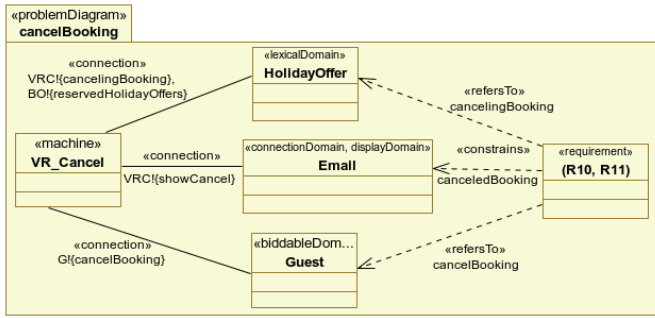 «problemDiagram»
cancelBooking
«connection»
VRC!{cancelingBooking},
BO!{reservedHolidayOffers}
«lexicalDomain»
HolidayOffer
«refersTo»
cancelingBooking
«machine»
VR_Cancel
«connection»
VRC!{showCancel}
«connectionDomain, displayDomain»
Email
«constrains»
canceledBooking
«requirement»
(R10, R11)
«connection»
G!{cancelBooking}
«biddableDom...
Guest
«refersTo»
cancelBooking